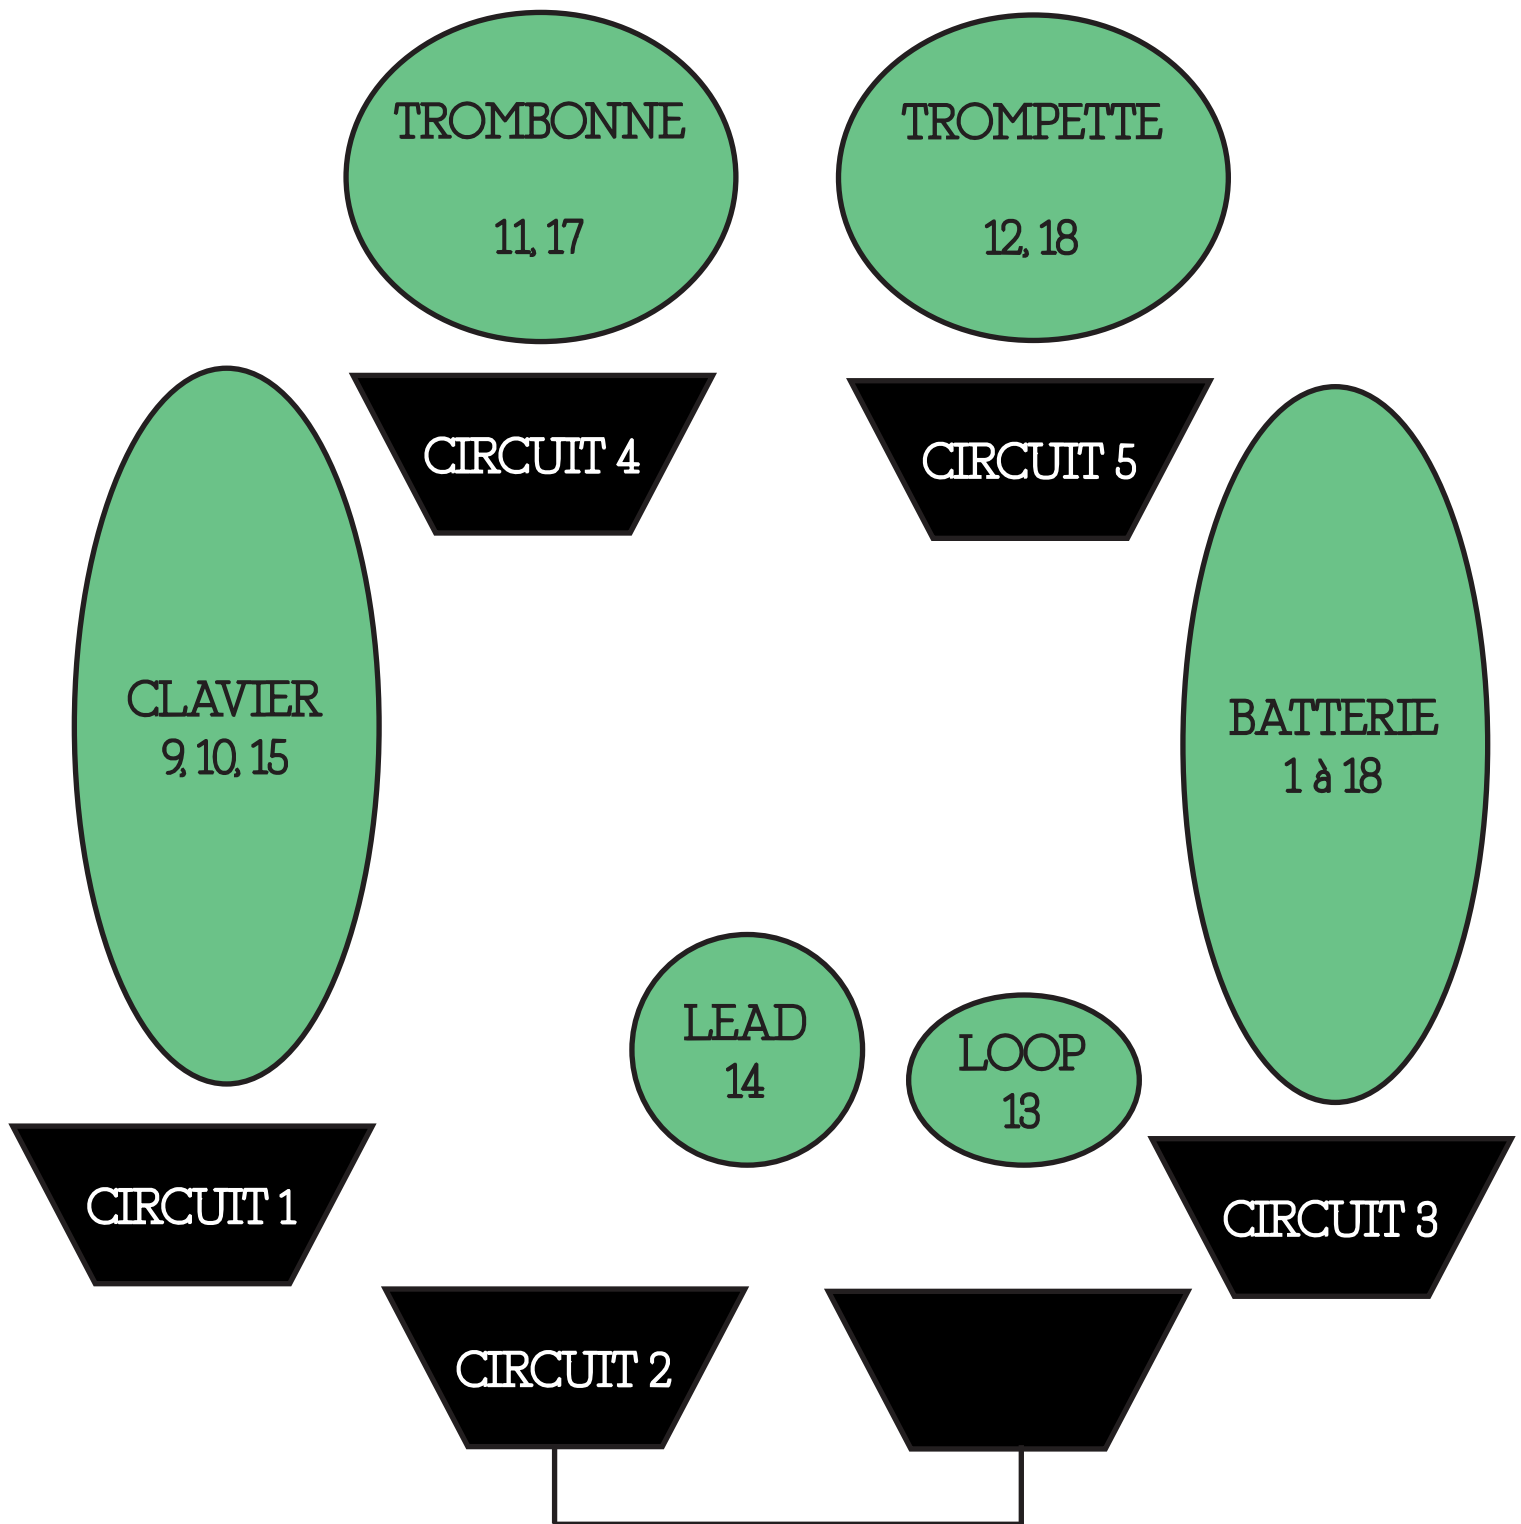 TROMBONNE
11, 17
TROMPETTE
12, 18
CIRCUIT 4
CIRCUIT 5
CLAVIER
9, 10, 15
BATTERIE
1 à 18
LEAD
14
LOOP
13
CIRCUIT 1
CIRCUIT 3
CIRCUIT 2